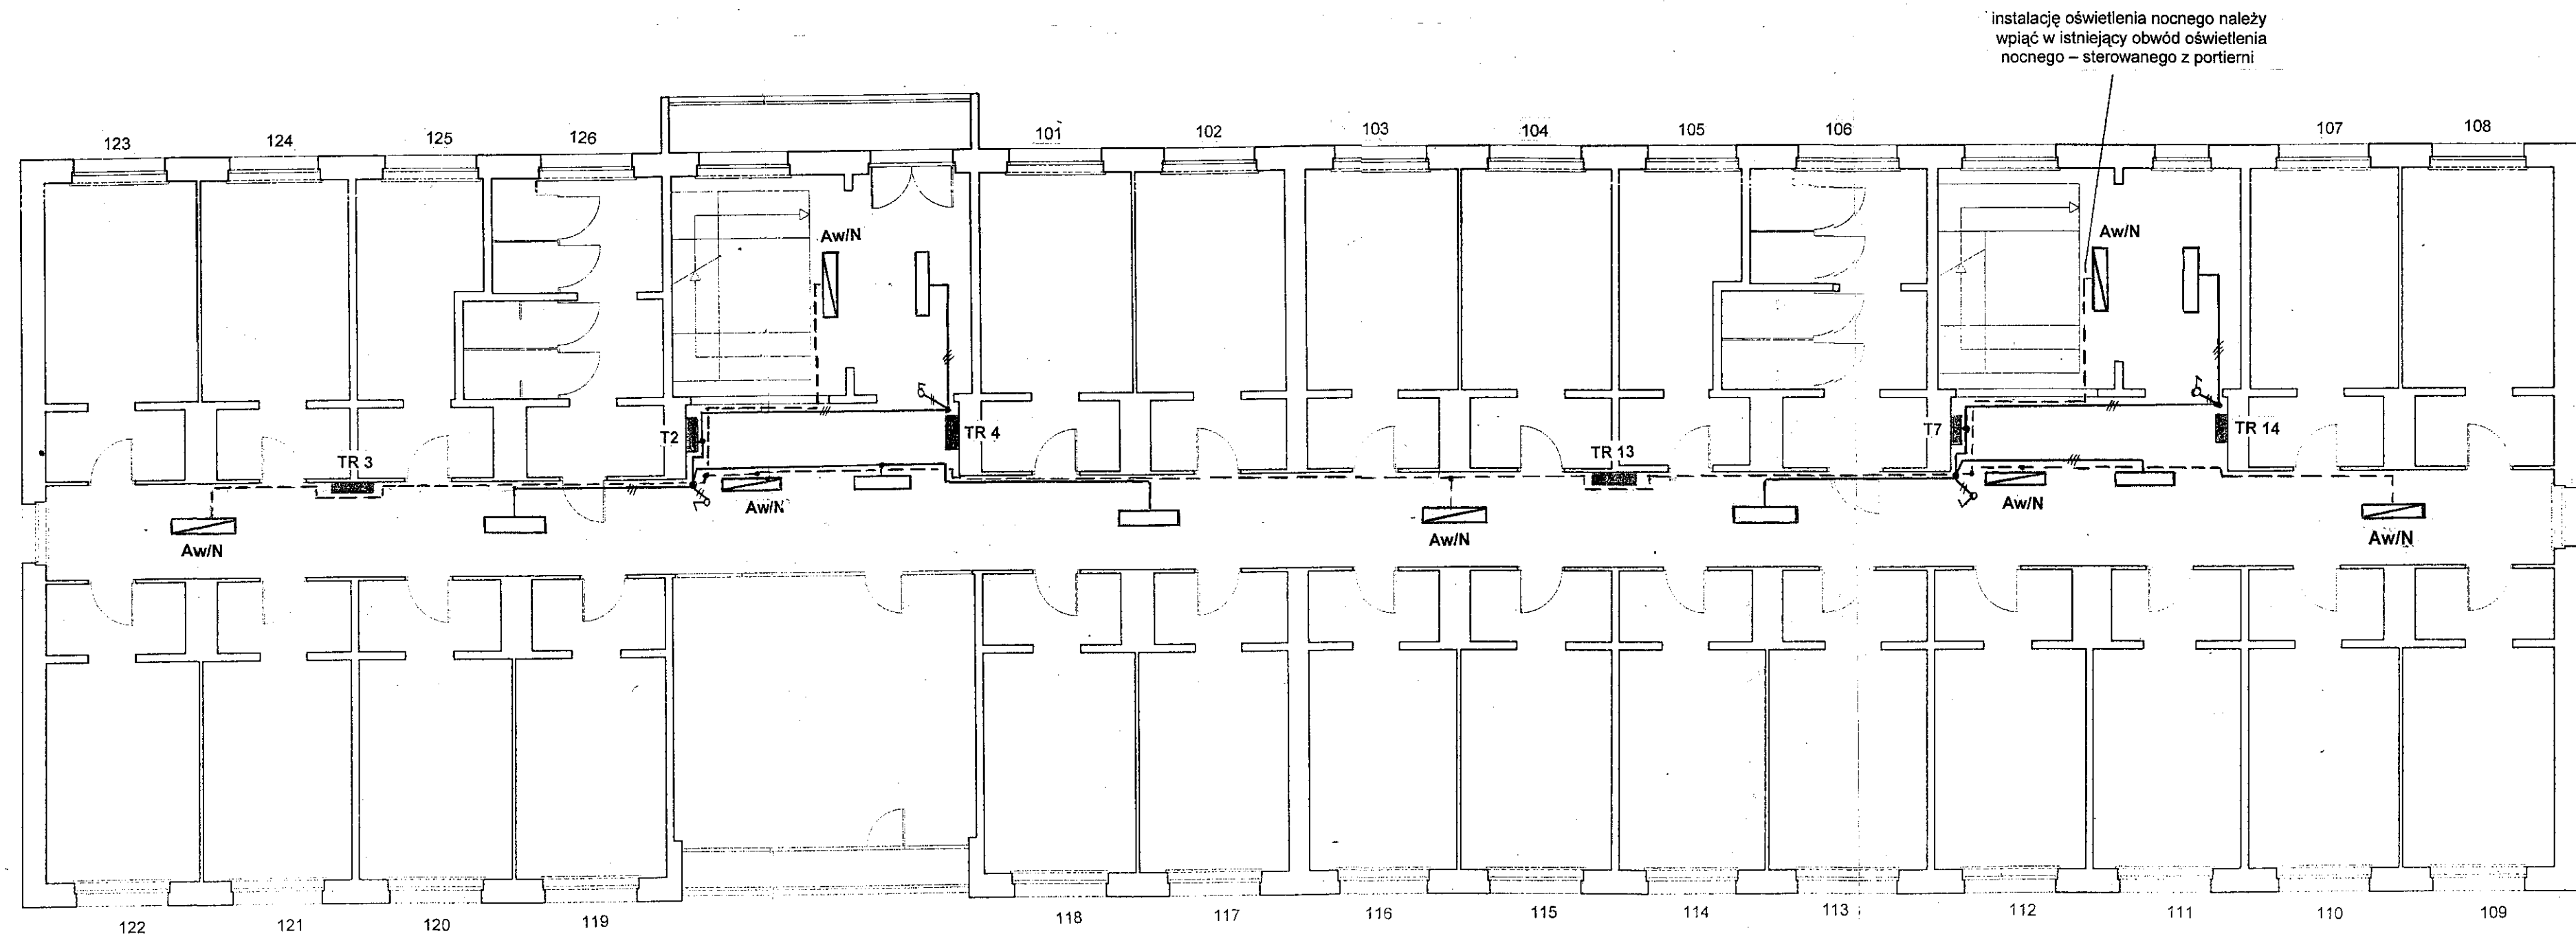 instalację oświetlenia nocnego należy
wpiąć w istniejący obwód oświetlenia
nocnego – sterowanego z portierni
123
124
125
126
101
102
103
104
105
106
107
108
Aw/N
Aw/N
T2
TR 4
T7
TR 14
TR 3
TR 13
Aw/N
Aw/N
Aw/N
Aw/N
Aw/N
122
121
120
119
118
117
116
115
114
113
112
111
110
109